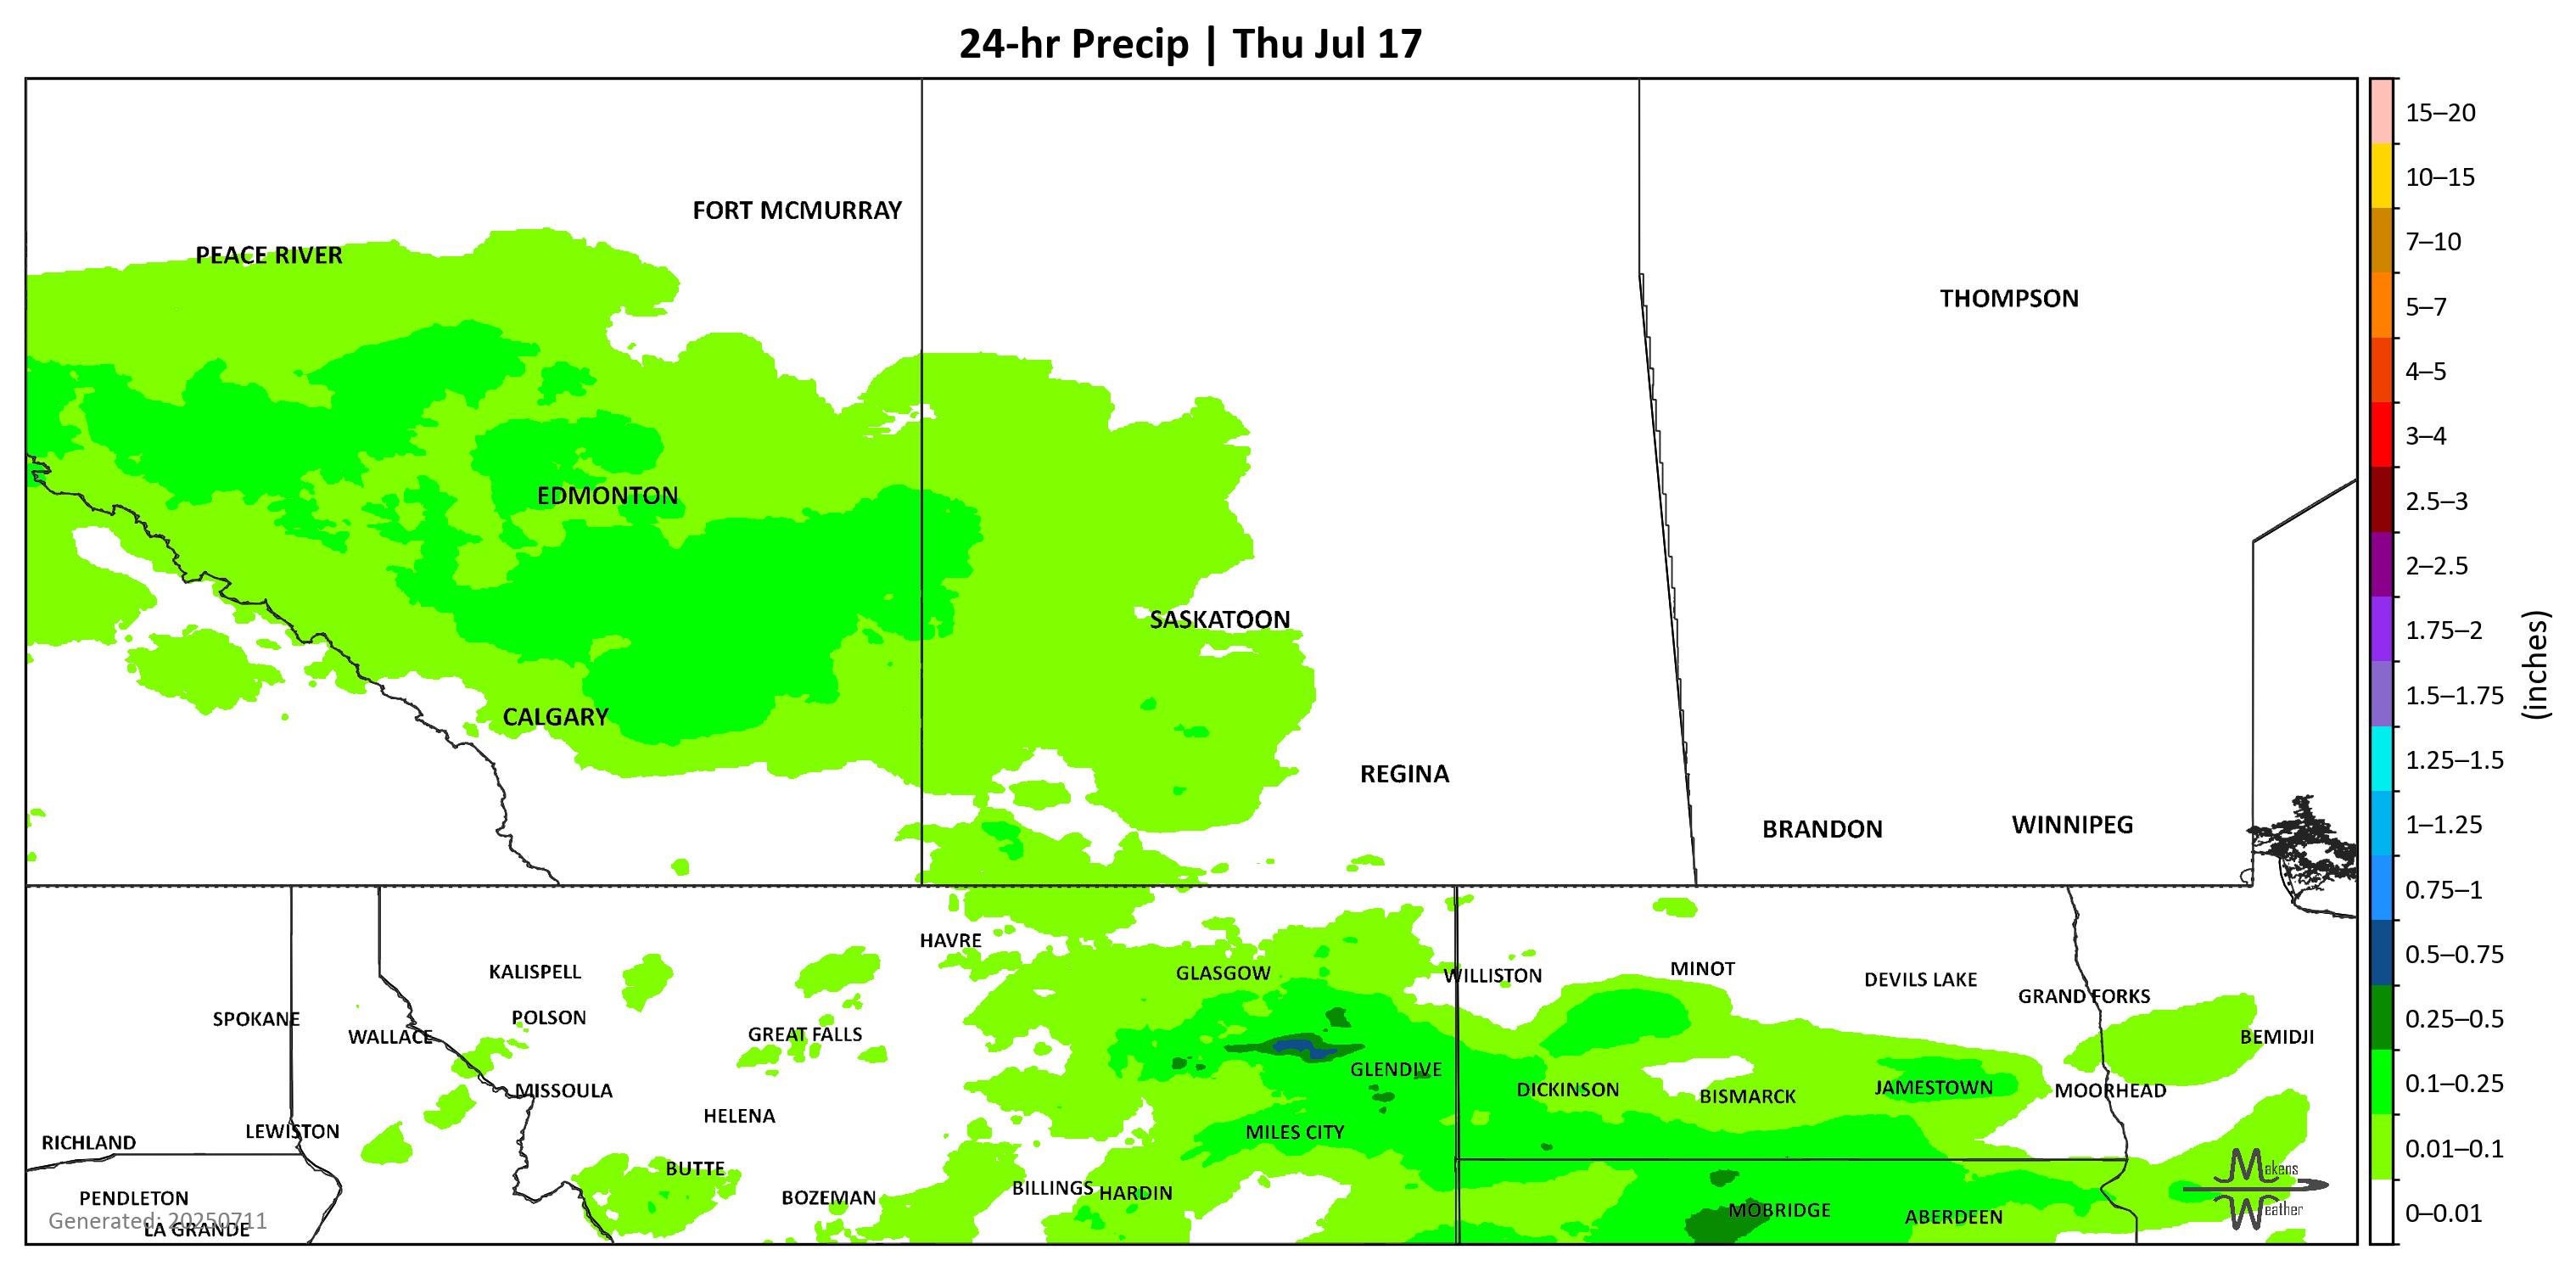 24-hr Precip | Thu Jul 17
FORT MCMURRAY
PEACE RIVER
THOMPSON
EDMONTON
SASKATOON
CALGARY
REGINA
BRANDON
WINNIPEG
HAVRE
KALISPELL
GLASGOW
WILLISTON
MINOT
DEVILS LAKE
GRAND FORKS
SPOKANE
POLSON
WALLACE
GREAT FALLS
BEMIDJI
GLENDIVE
MISSOULA
DICKINSON
BISMARCK
JAMESTOWN
MOORHEAD
HELENA
RICHLAND
LEWISTON
MILES CITY
BUTTE
PENDLETON
BOZEMAN
BILLINGS
HARDIN
MOBRIDGE
ABERDEEN
Generated: 20250711
LA GRANDE
Makens
Weather
15–20
10–15
7–10
5–7
4–5
3–4
2.5–3
2–2.5
1.75–2
1.5–1.75
1.25–1.5
1–1.25
0.75–1
0.5–0.75
0.25–0.5
0.1–0.25
0.01–0.1
0–0.01
(inches)